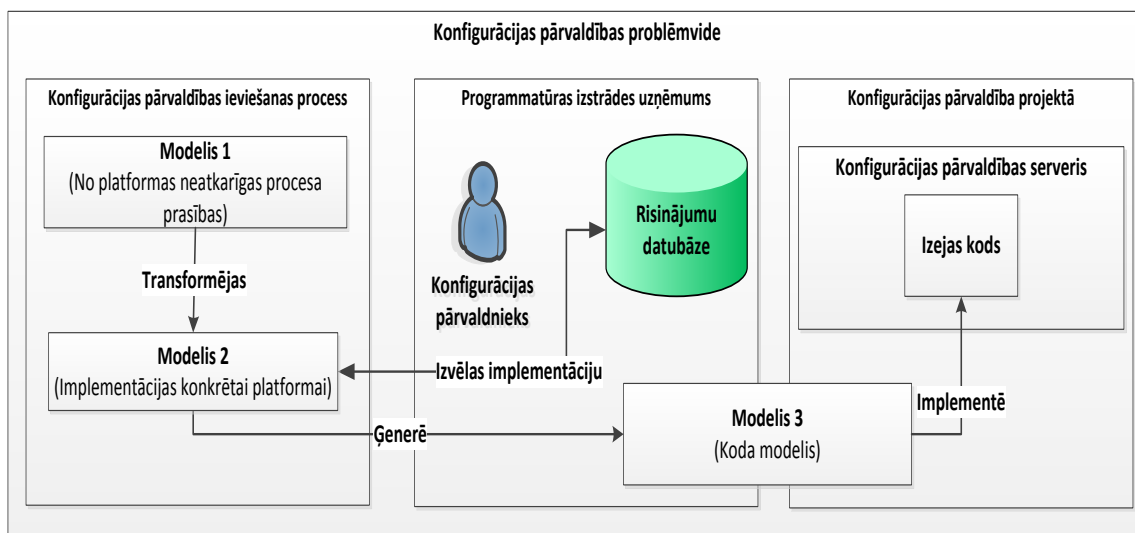 Konfigurācijas pārvaldības problēmvide
Konfigurācijas pārvaldības ieviešanas process
Modelis 1
(No platformas neatkarīgas procesa
prasības)
Transformējas
Modelis 2
(Implementācijas konkrētai platformai)
Ģenerē
Programmatūras izstrādes uzņēmums
Konfigurācijas
pārvaldnieks
Risinājumu
datubāze
Izvēlas implementāciju
Modelis 3
(Koda modelis)
Konfigurācijas pārvaldība projektā
Konfigurācijas pārvaldības serveris
Izejas kods
Implementē